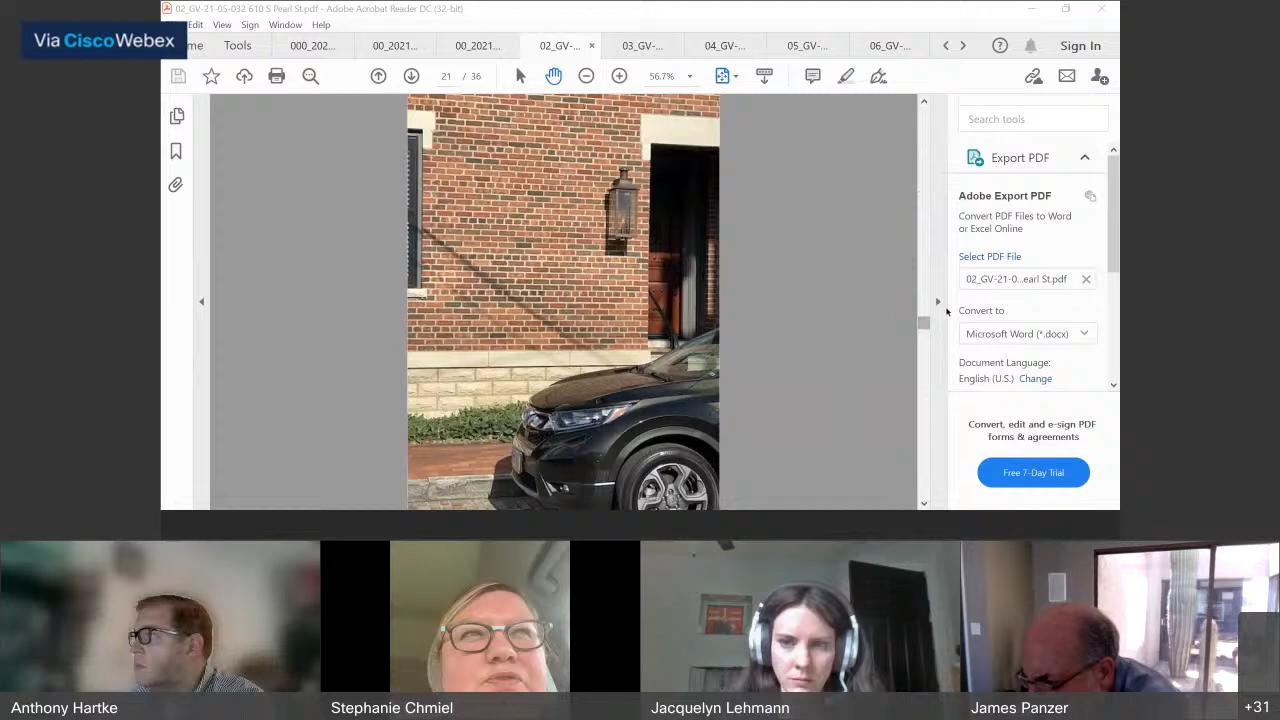 02_GV-21-05-032 610 S Pearl St.pdf - Adobe Acrobat Reader DC (32-bit)
Edit View Sign Window Help
Via Cisco Webex
me Tools 000_202... 00_2021... 00_2021... 02_GV-... × 03_GV-... 04_GV-... 05_GV-... 06_GV-... Sign In
21 / 36 56.7%
Search tools
Export PDF
Adobe Export PDF
Convert PDF Files to Word
or Excel Online
Select PDF File
02_GV-21-0...earl St.pdf
Convert to
Microsoft Word (*.docx)
Document Language:
English (U.S.) Change
Convert, edit and e-sign PDF
forms & agreements
Free 7-Day Trial
Anthony Hartke Stephanie Chmiel Jacquelyn Lehmann James Panzer +31